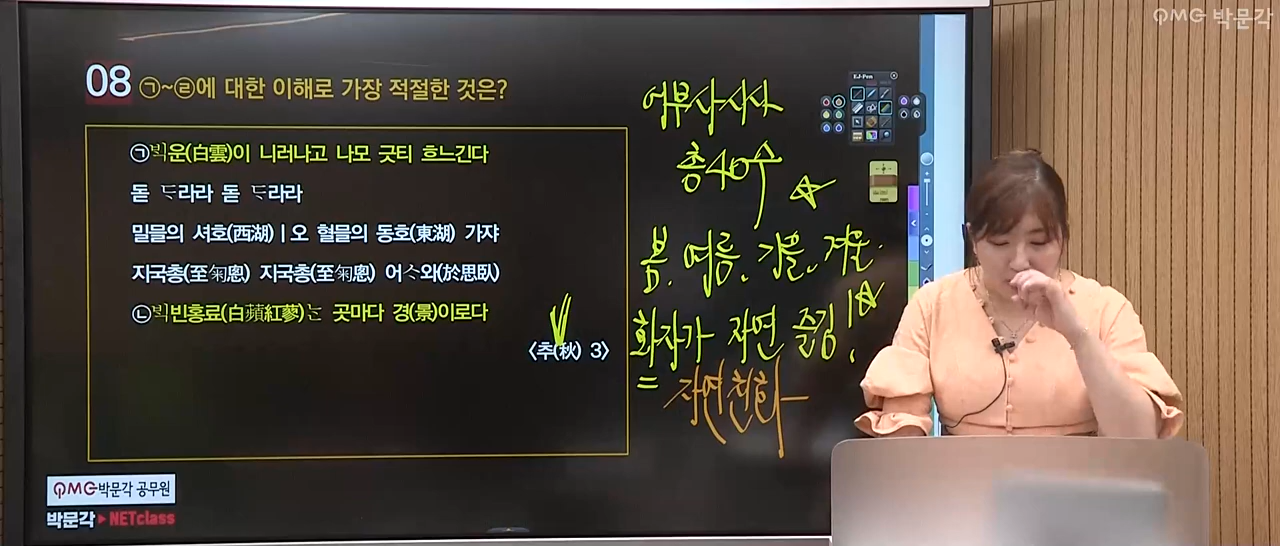 PMG 박문각
08 ㉠~㉣에 대한 이해로 가장 적절한 것은?
㉠ᄇᆡᆨ운(白雲)이 니러나고 나모 긋티 흐느긴다
돋 ᄃᆞ라라 돋 ᄃᆞ라라
밀믈의 셔호(西湖)ㅣ오 혈믈의 동호(東湖) 가쟈
지국총(至匊悤) 지국총(至匊悤) 어ᄉᆞ와(於思臥)
㉡ᄇᆡᆨ빈홍료(白蘋紅蓼)ᄂᆞᆫ 곳마다 경(景)이로다
〈추(秋) 3〉
어부사시사
총 40수
봄, 여름, 가을, 겨울.
화자가 자연 즐김!
= 자연친화
EJ-Pen
PMG박문각 공무원
박문각 NETclass